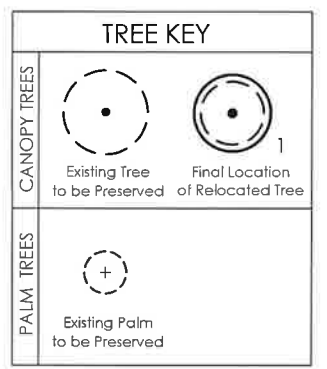 TREE KEY
CANOPY TREES
Existing Tree
to be Preserved
1
Final Location
of Relocated Tree
PALM TREES
Existing Palm
to be Preserved